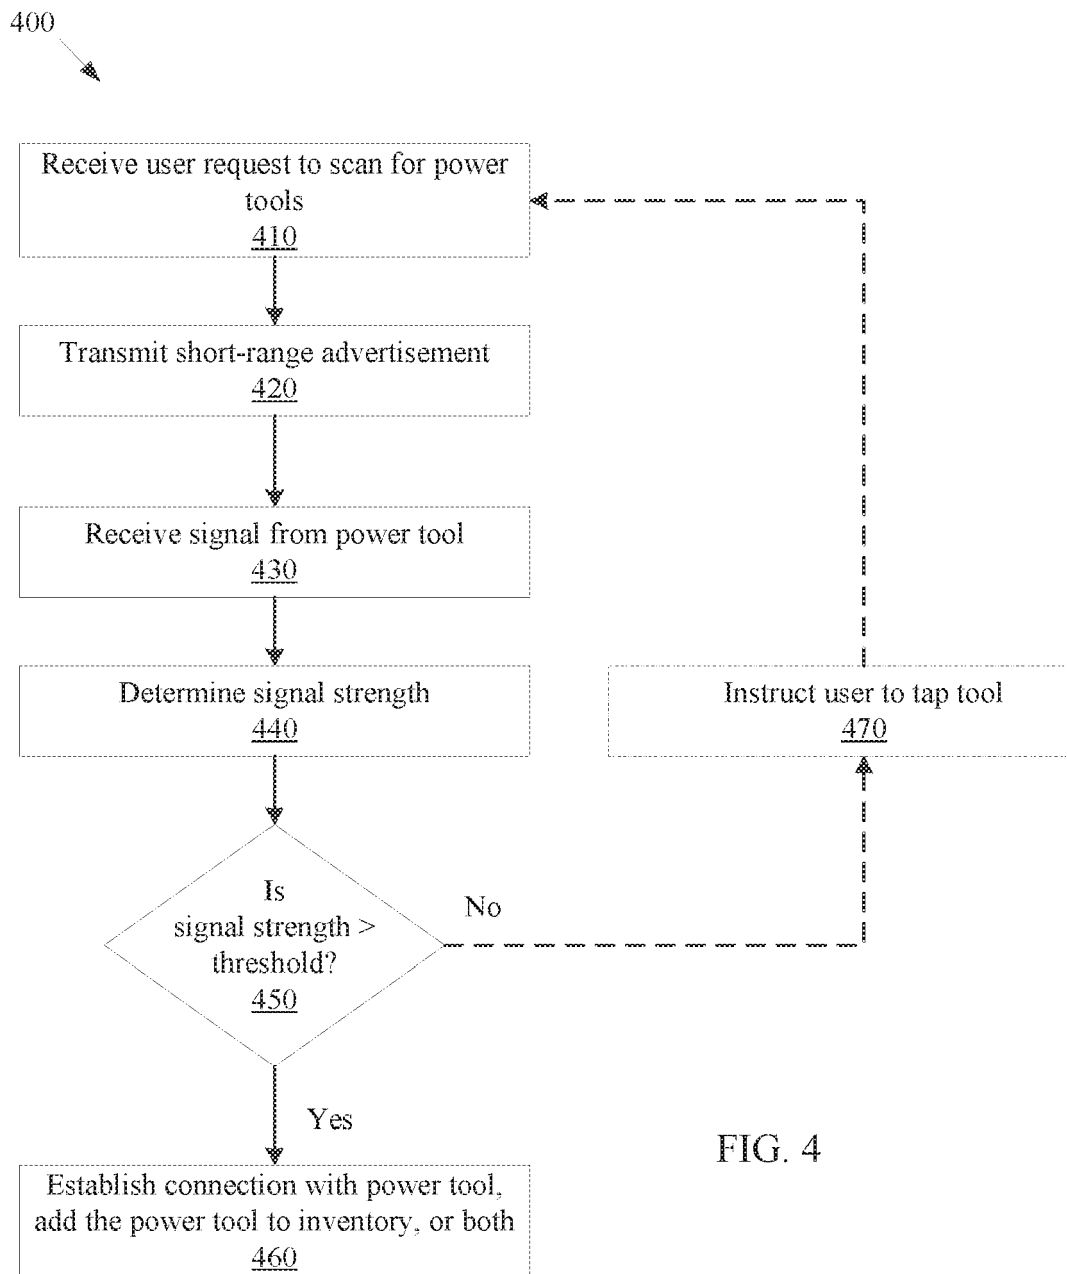 400
Receive user request to scan for power
tools
410
Transmit short-range advertisement
420
Receive signal from power tool
430
Determine signal strength
440
Instruct user to tap tool
470
Is
signal strength >
threshold?
450
No
Yes
Establish connection with power tool,
add the power tool to inventory, or both
460
FIG. 4